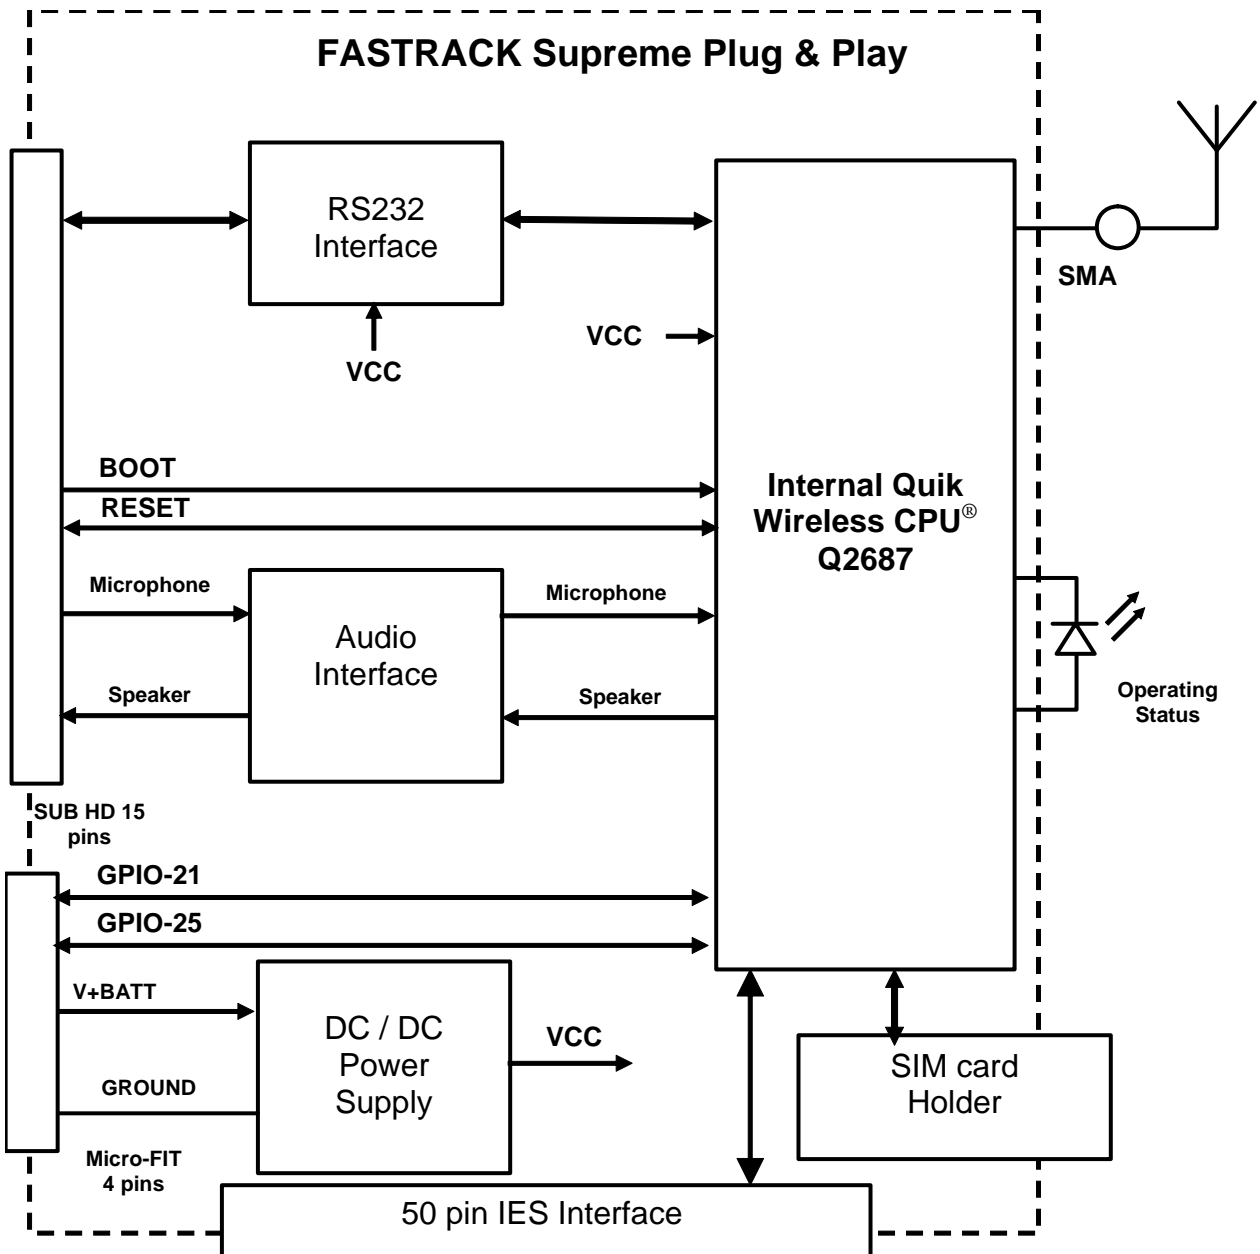 FASTRACK Supreme Plug & Play
RS232
Interface
VCC
VCC
SMA
BOOT
RESET
Internal Quik
Wireless CPU®
Q2687
Microphone
Microphone
Audio
Interface
Speaker
Speaker
Operating
Status
SUB HD 15
pins
GPIO-21
GPIO-25
V+BATT
DC / DC
Power
Supply
VCC
GROUND
SIM card
Holder
Micro-FIT
4 pins
50 pin IES Interface